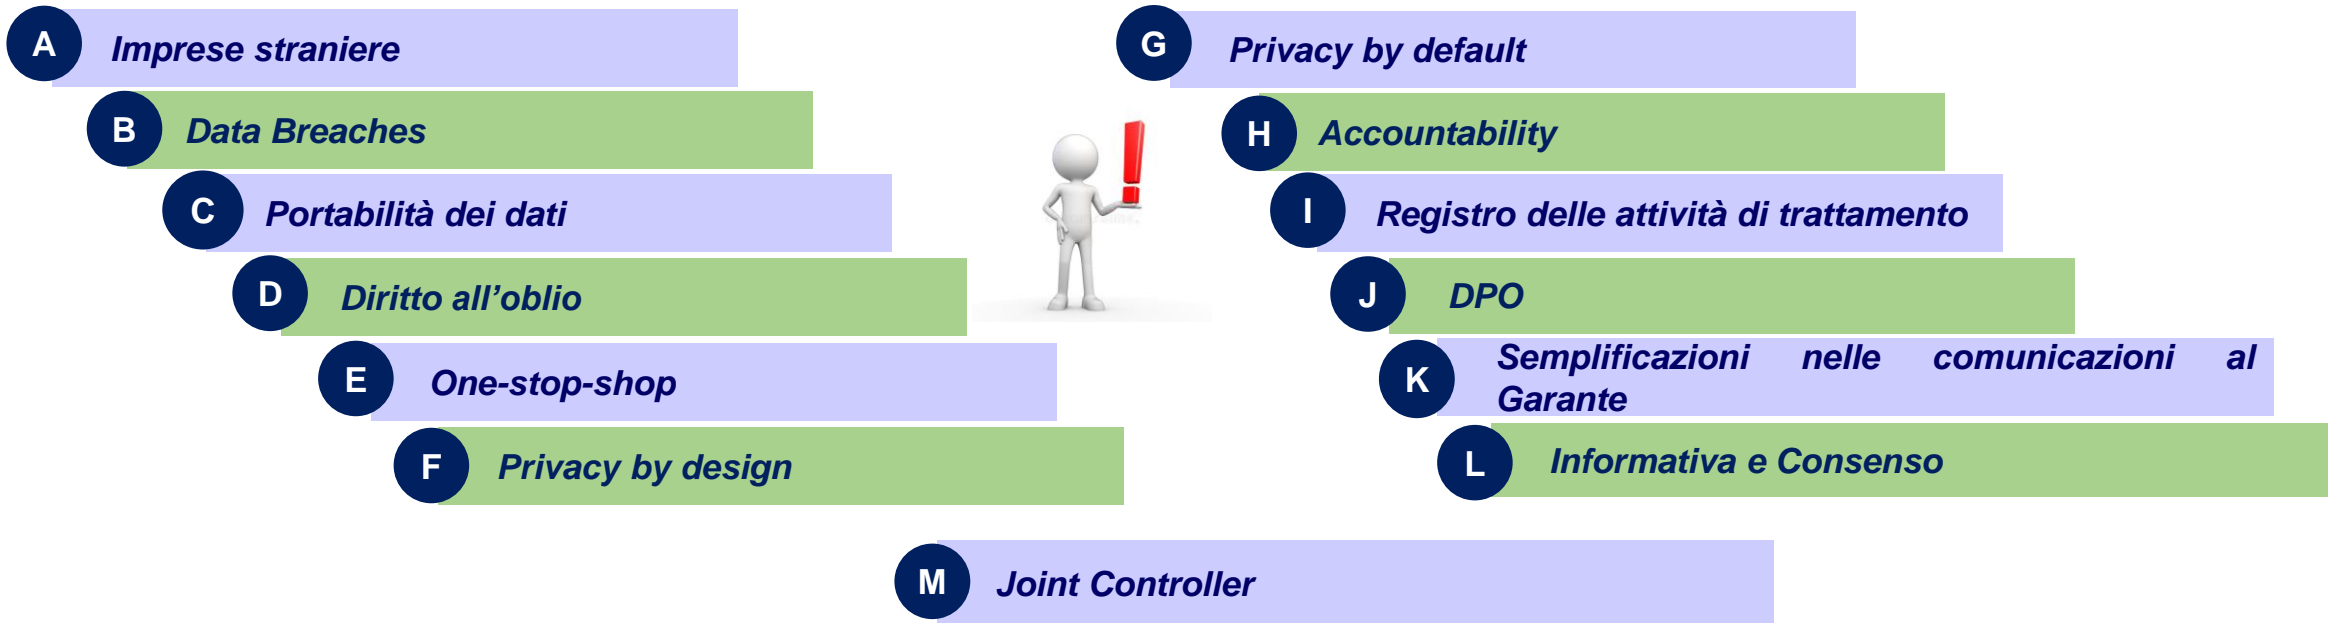 A Imprese straniere
B Data Breaches
C Portabilità dei dati
D Diritto all’oblio
E One-stop-shop
F Privacy by design
G Privacy by default
H Accountability
I Registro delle attività di trattamento
J DPO
K Semplificazioni nelle comunicazioni al
Garante
L Informativa e Consenso
M Joint Controller